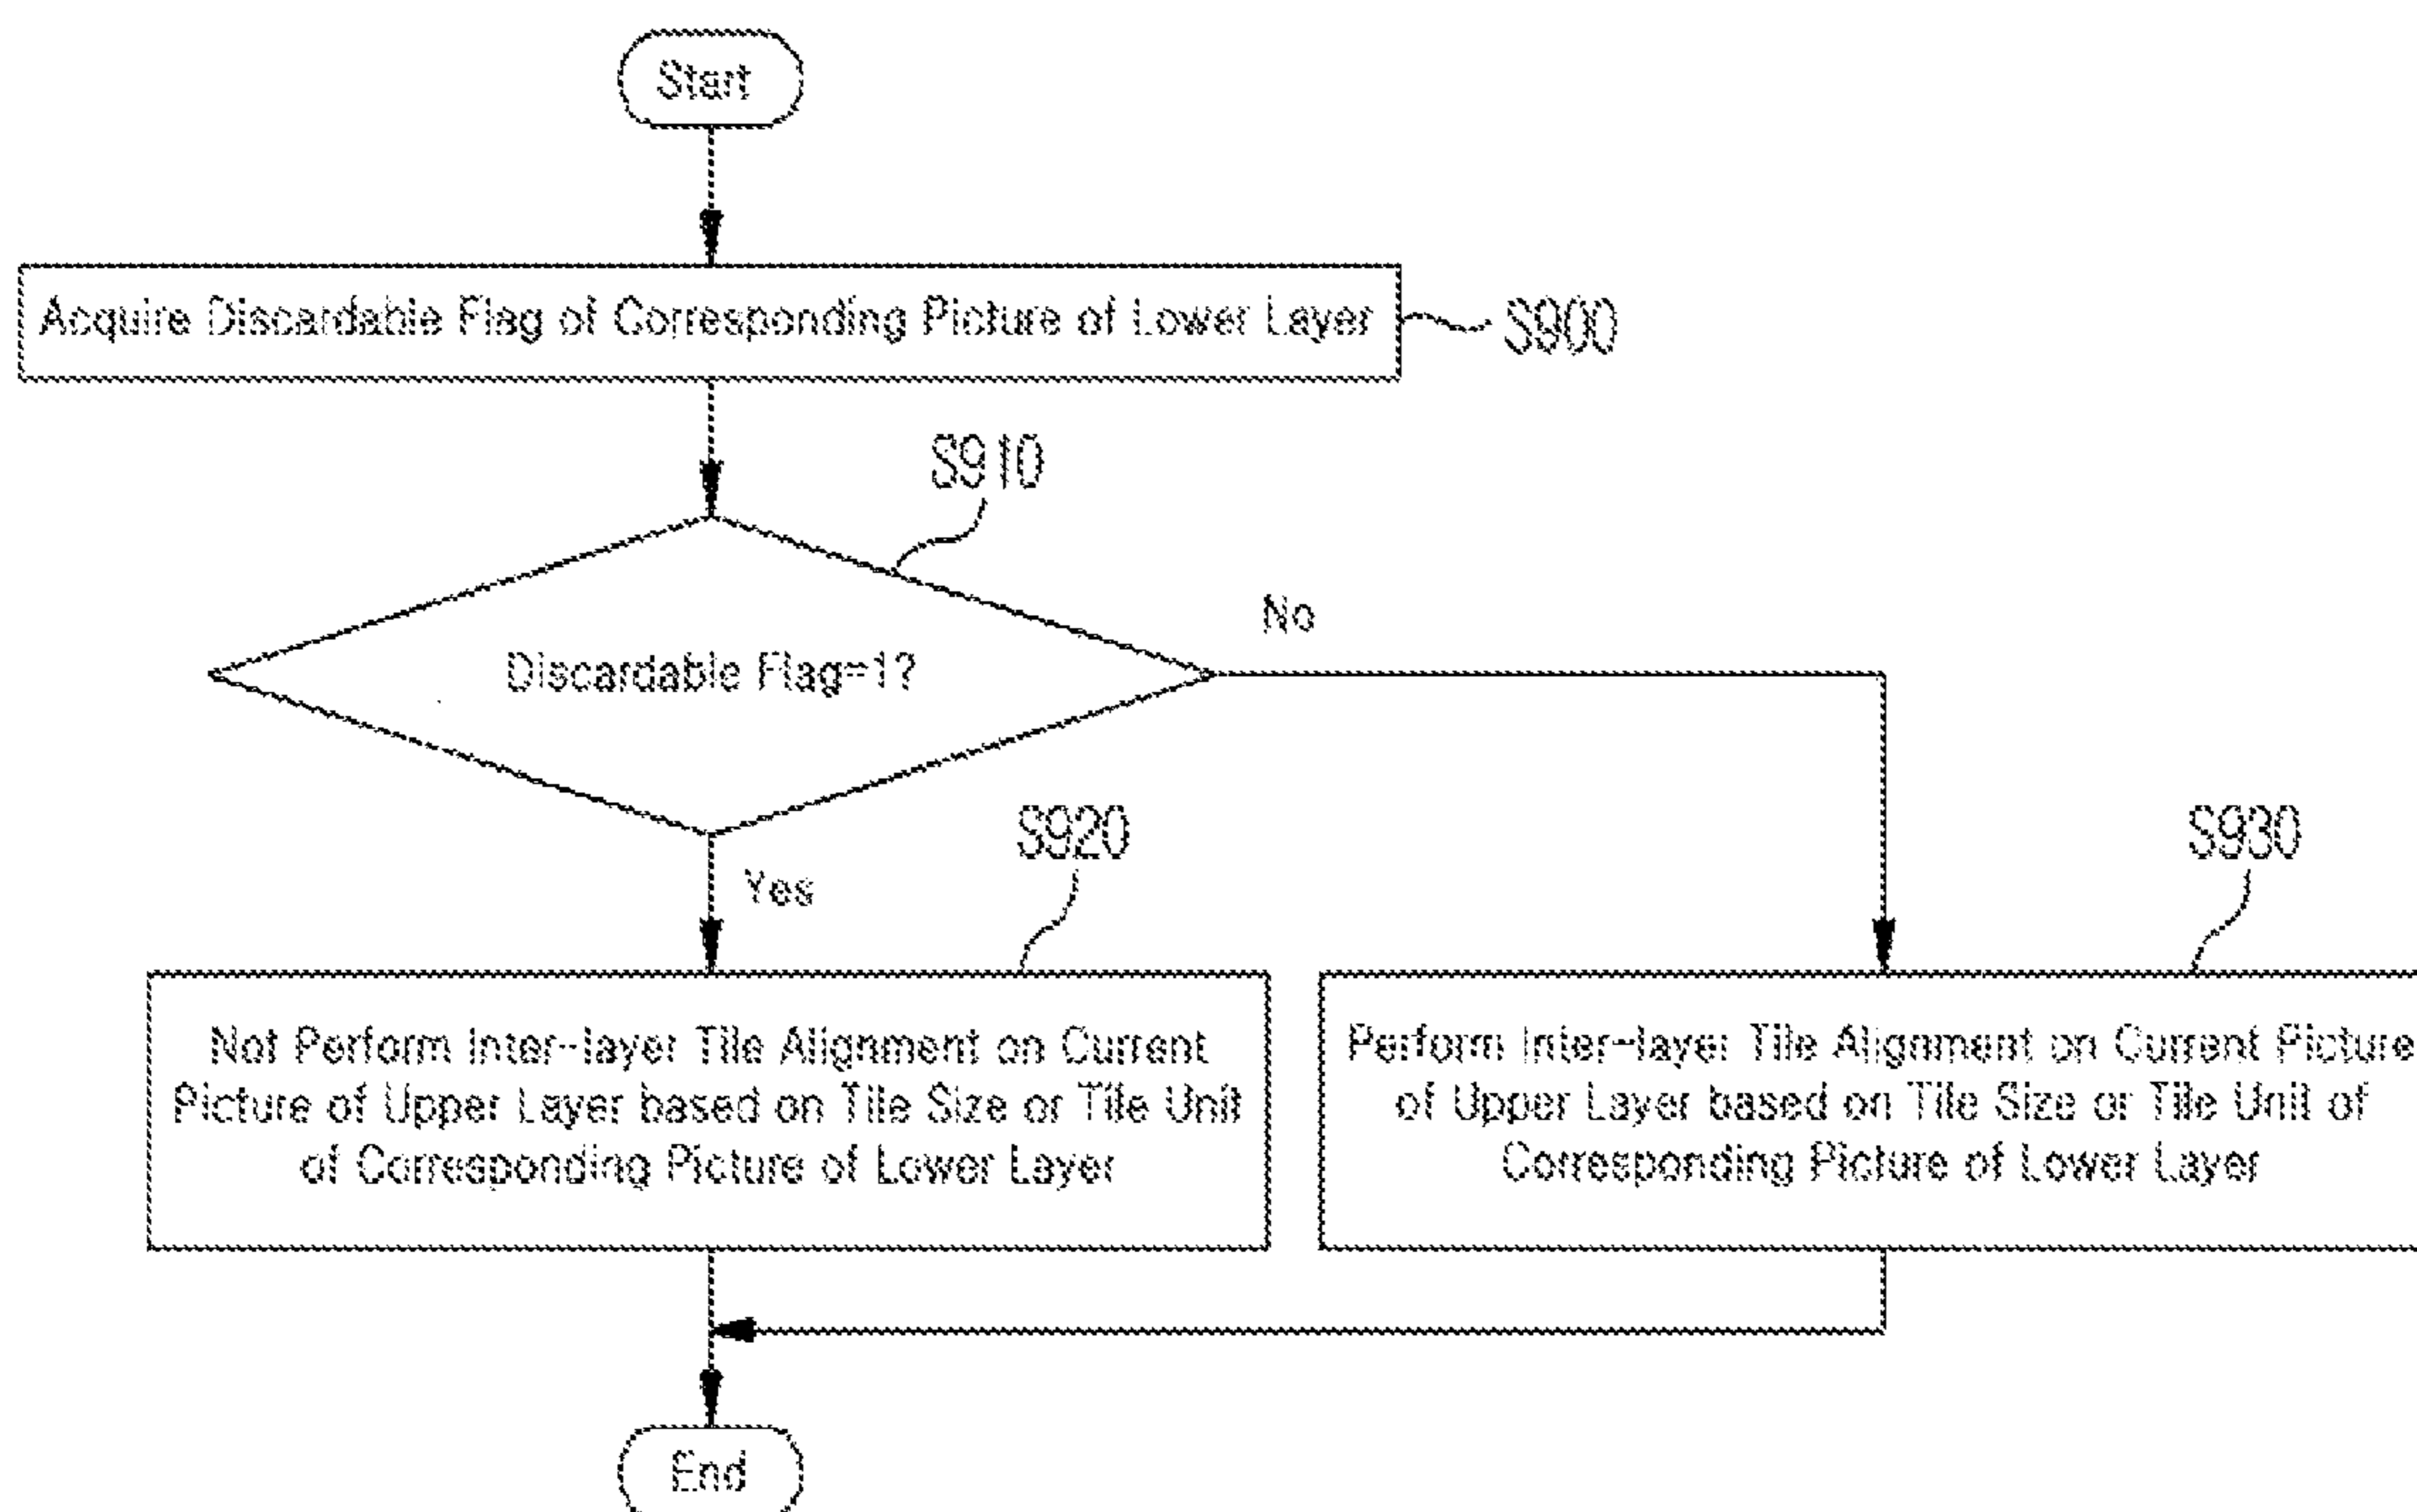 Start
Acquire Discardable Flag of Corresponding Picture of Lower Layer
S900
S910
Discardable Flag=1?
No
Yes
S920
S930
Not Perform Inter-layer Tile Alignment on Current
Picture of Upper Layer based on Tile Size or Tile Unit
of Corresponding Picture of Lower Layer
Perform Inter-layer Tile Alignment on Current Picture
of Upper Layer based on Tile Size or Tile Unit of
Corresponding Picture of Lower Layer
End